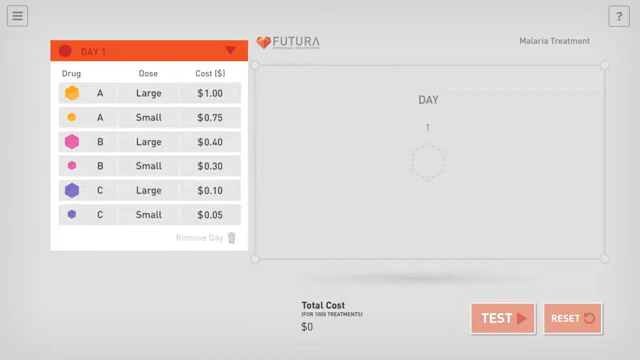 ?
FUTURA
Malaria Treatment
DAY 1
Drug Dose Cost ($)
A Large $1.00
A Small $0.75
B Large $0.40
B Small $0.30
C Large $0.10
C Small $0.05
Remove Day
DAY
1
Total Cost
(FOR 1000 TREATMENTS)
$0
TEST
RESET